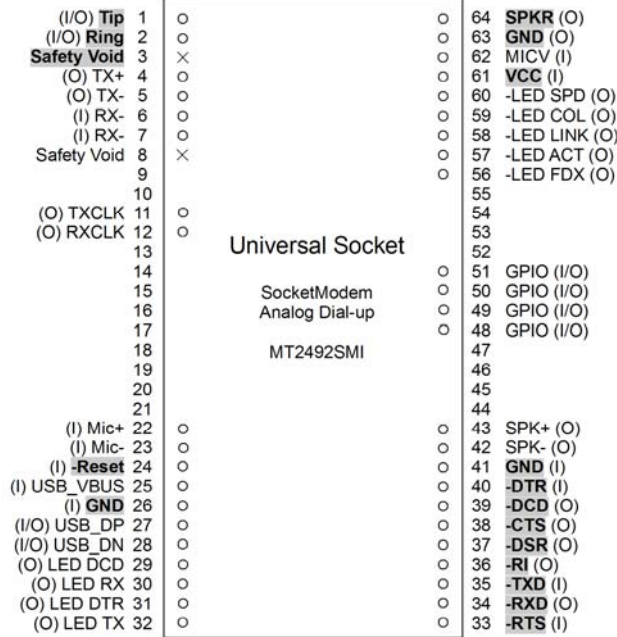 (I/O) Tip 1
(I/O) Ring 2
Safety Void 3
(O) TX+ 4
(O) TX- 5
(I) RX- 6
(I) RX- 7
Safety Void 8
9
10
(O) TXCLK 11
(O) RXCLK 12
13
14
15
16
17
18
19
20
21
(I) Mic+ 22
(I) Mic- 23
(I) -Reset 24
(I) USB_VBUS 25
(I) GND 26
(I/O) USB_DP 27
(I/O) USB_DN 28
(O) LED DCD 29
(O) LED RX 30
(O) LED DTR 31
(O) LED TX 32
Universal Socket
SocketModem
Analog Dial-up
MT2492SMI
64 SPKR (O)
63 GND (O)
62 MICV (I)
61 VCC (I)
60 -LED SPD (O)
59 -LED COL (O)
58 -LED LINK (O)
57 -LED ACT (O)
56 -LED FDX (O)
55
54
53
52
51 GPIO (I/O)
50 GPIO (I/O)
49 GPIO (I/O)
48 GPIO (I/O)
47
46
45
44
43 SPK+ (O)
42 SPK- (O)
41 GND (I)
40 -DTR (I)
39 -DCD (O)
38 -CTS (O)
37 -DSR (O)
36 -RI (O)
35 -TXD (I)
34 -RXD (O)
33 -RTS (I)